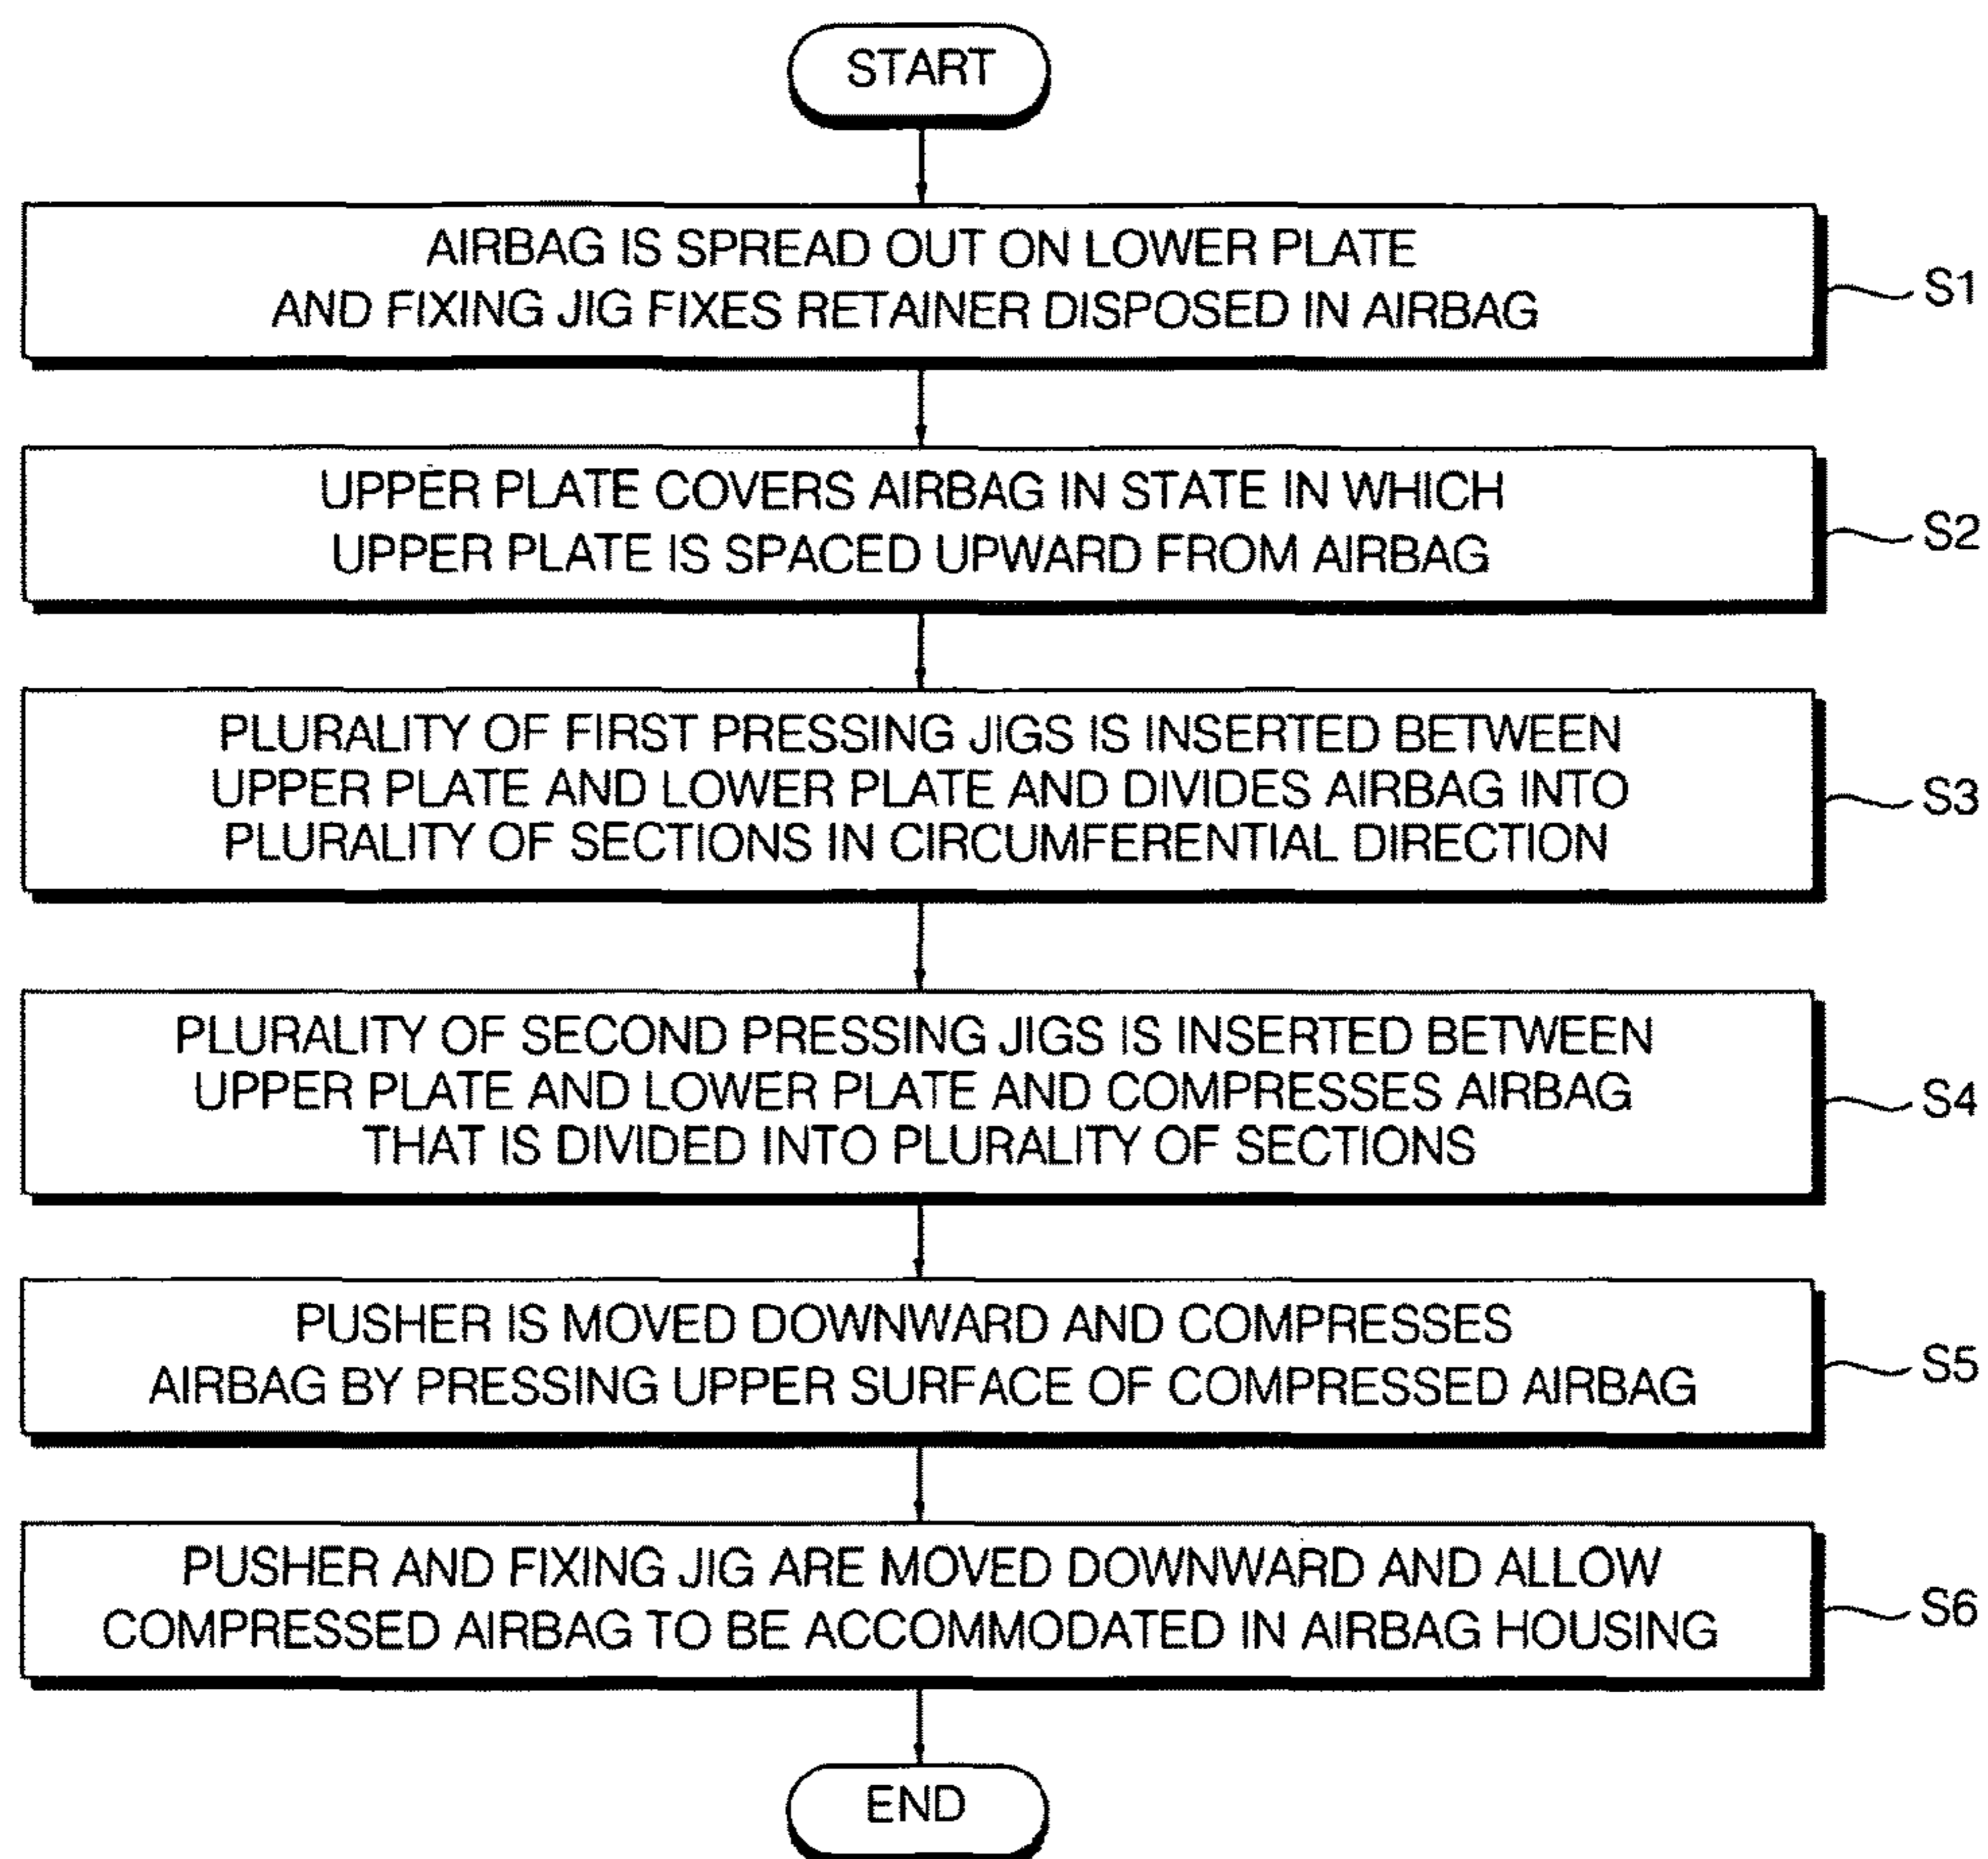 START
AIRBAG IS SPREAD OUT ON LOWER PLATE
AND FIXING JIG FIXES RETAINER DISPOSED IN AIRBAG
S1
UPPER PLATE COVERS AIRBAG IN STATE IN WHICH
UPPER PLATE IS SPACED UPWARD FROM AIRBAG
S2
PLURALITY OF FIRST PRESSING JIGS IS INSERTED BETWEEN
UPPER PLATE AND LOWER PLATE AND DIVIDES AIRBAG INTO
PLURALITY OF SECTIONS IN CIRCUMFERENTIAL DIRECTION
S3
PLURALITY OF SECOND PRESSING JIGS IS INSERTED BETWEEN
UPPER PLATE AND LOWER PLATE AND COMPRESSES AIRBAG
THAT IS DIVIDED INTO PLURALITY OF SECTIONS
S4
PUSHER IS MOVED DOWNWARD AND COMPRESSES
AIRBAG BY PRESSING UPPER SURFACE OF COMPRESSED AIRBAG
S5
PUSHER AND FIXING JIG ARE MOVED DOWNWARD AND ALLOW
COMPRESSED AIRBAG TO BE ACCOMMODATED IN AIRBAG HOUSING
S6
END